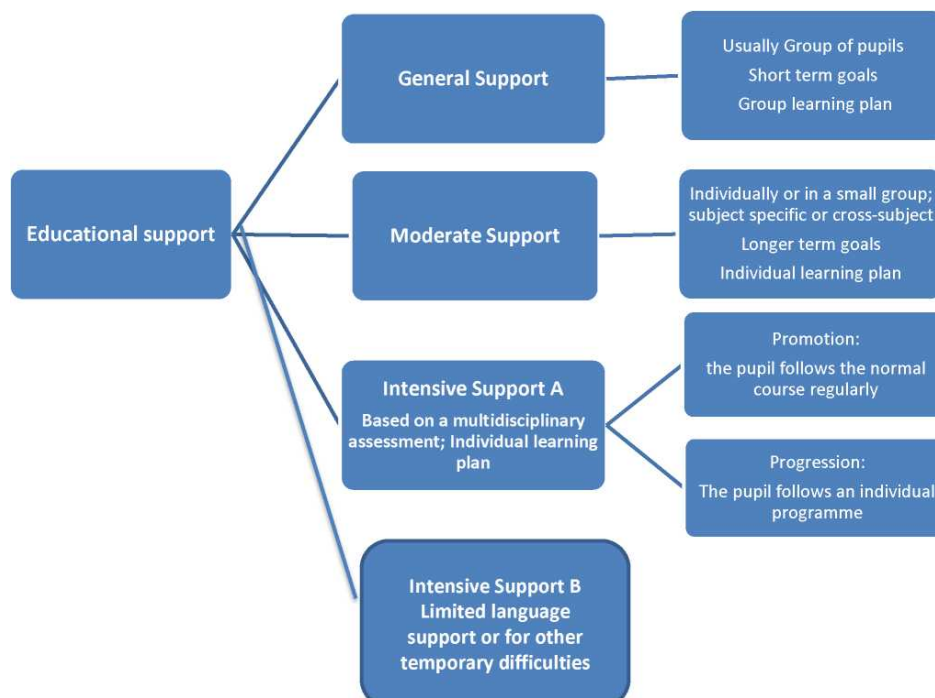 Educational support
General Support
Usually Group of pupils
Short term goals
Group learning plan
Moderate Support
Individually or in a small group;
subject specific or cross-subject
Longer term goals
Individual learning plan
Intensive Support A
Based on a multidisciplinary
assessment; Individual learning
plan
Promotion:
the pupil follows the normal
course regularly
Progression:
The pupil follows an individual
programme
Intensive Support B
Limited language
support or for other
temporary difficulties